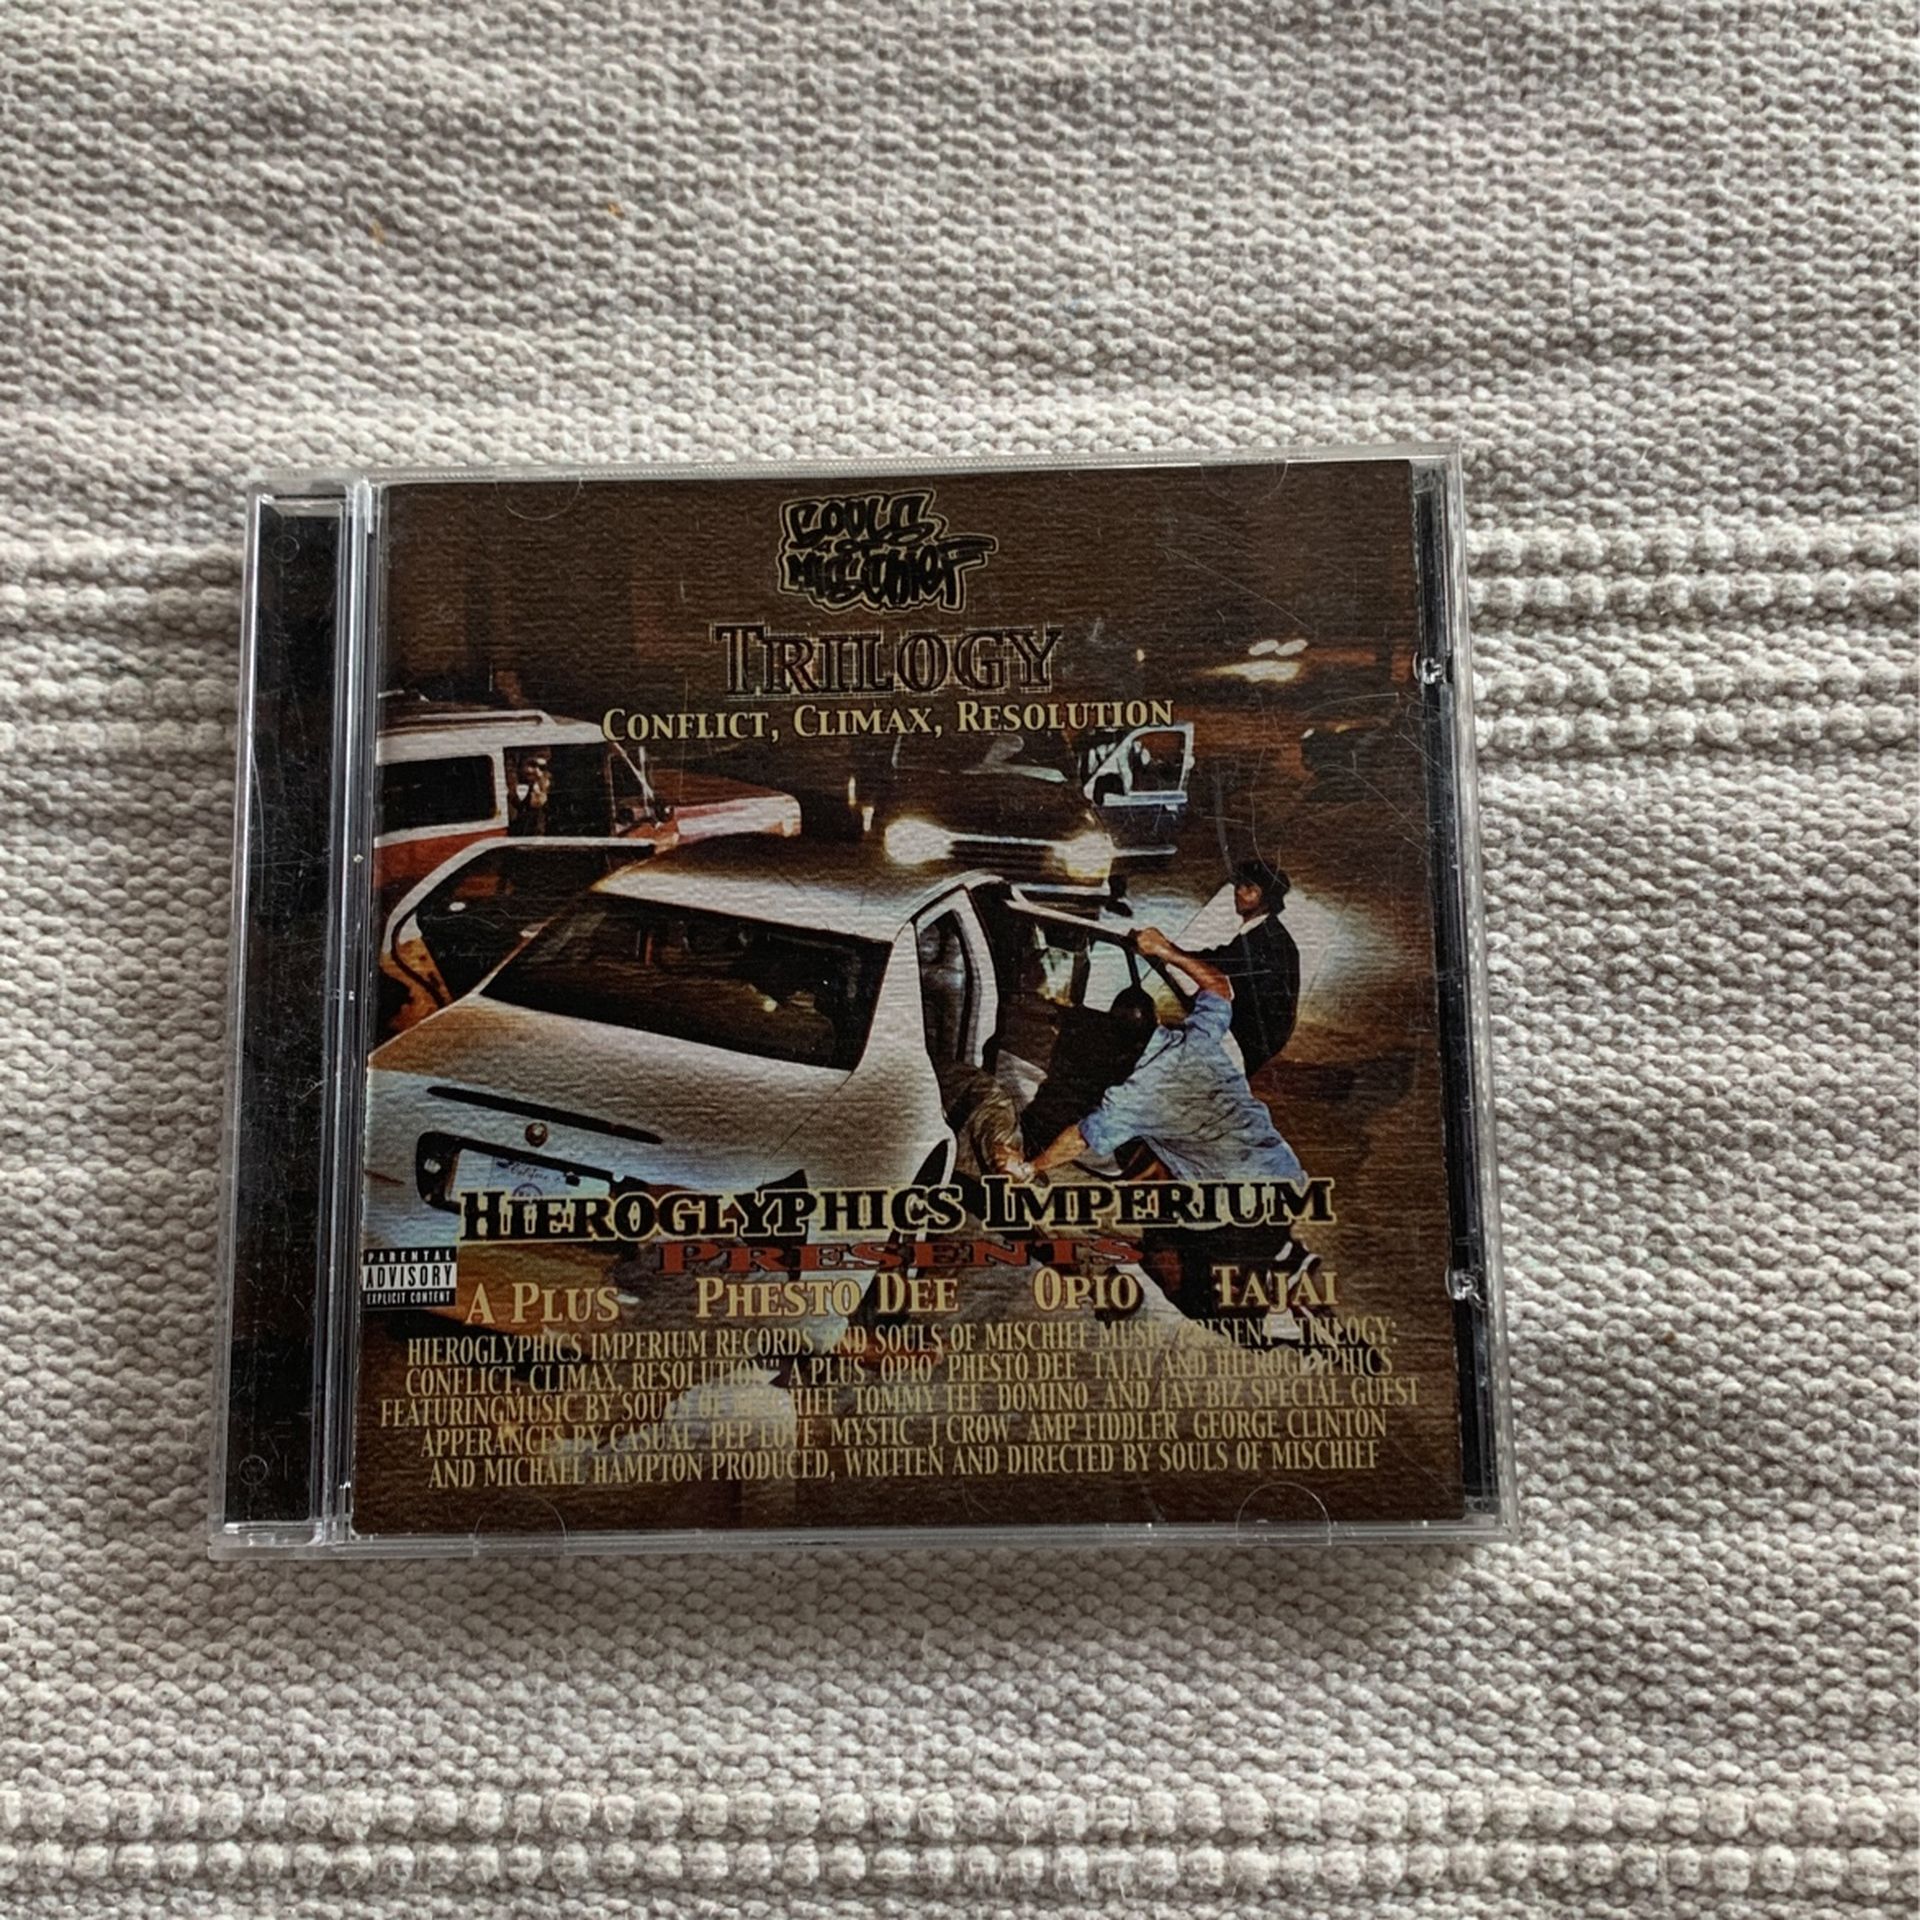 SOULS
OF
MISCHIEF
TRILOGY
CONFLICT, CLIMAX, RESOLUTION
HIEROGLYPHICS IMPERIUM
PRESENTS
PARENTAL
ADVISORY
EXPLICIT CONTENT
A PLUS PHESTO DEE OPIO TAJAI
HIEROGLYPHICS IMPERIUM RECORDS AND SOULS OF MISCHIEF MUSIC PRESENT "TRILOGY:
CONFLICT, CLIMAX, RESOLUTION" A PLUS OPIO PHESTO DEE TAJAI AND HIEROGLYPHICS
FEATURINGMUSIC BY SOULS OF MISCHIEF TOMMY TEE DOMINO AND JAY BIZ SPECIAL GUEST
APPERANCES BY CASUAL PEP LOVE MYSTIC J CROW AMP FIDDLER GEORGE CLINTON
AND MICHAEL HAMPTON PRODUCED, WRITTEN AND DIRECTED BY SOULS OF MISCHIEF